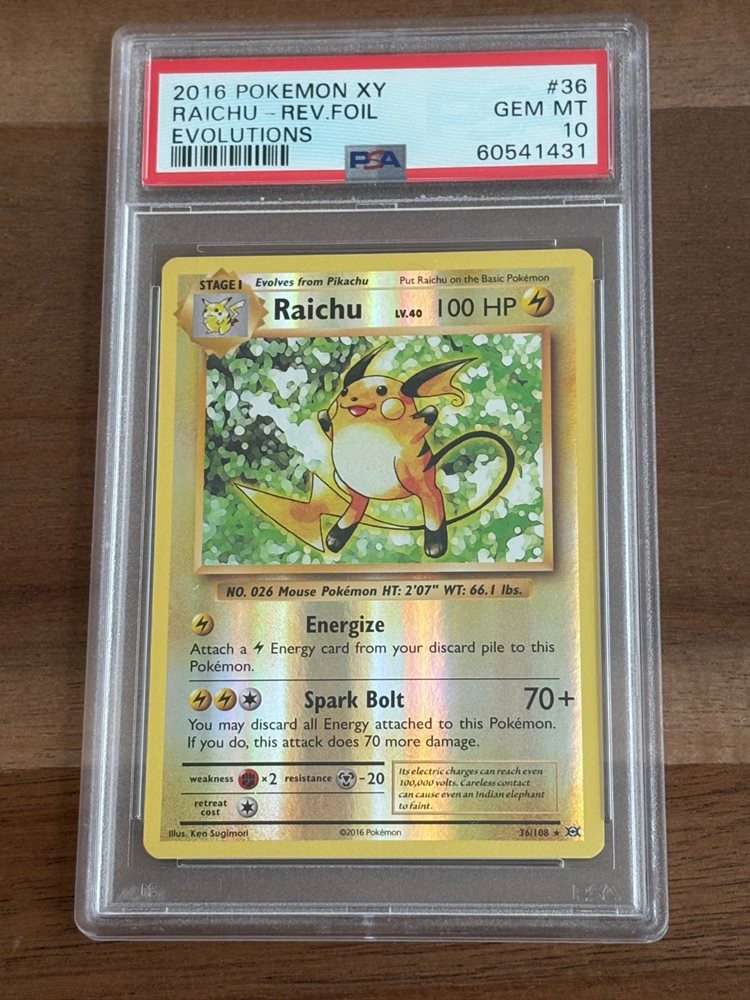 2016 POKEMON XY #36
RAICHU - REV.FOIL GEM MT
EVOLUTIONS 10
PSA 60541431
STAGE 1 Evolves from Pikachu Put Raichu on the Basic Pokémon
Raichu LV.40 100 HP
NO. 026 Mouse Pokémon HT: 2'07" WT: 66.1 lbs.
Energize
Attach a Energy card from your discard pile to this
Pokémon.
Spark Bolt 70+
You may discard all Energy attached to this Pokémon.
If you do, this attack does 70 more damage.
weakness ×2 resistance -20
retreat
cost
Its electric charges can reach even
100,000 volts. Careless contact
can cause even an Indian elephant
to faint.
Illus. Ken Sugimori ©2016 Pokémon 36/108 ★
PSA